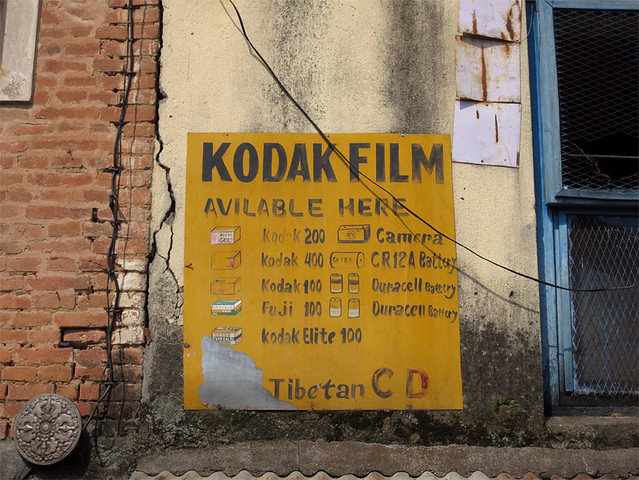 KODAK FILM
AVILABLE HERE
Kodak 200 Camera
Kodak 400 CR12A Battery
Kodak 100 Duracell Battery
Fuji 100 Duracell Battery
Kodak Elite 100
Tibetan CD